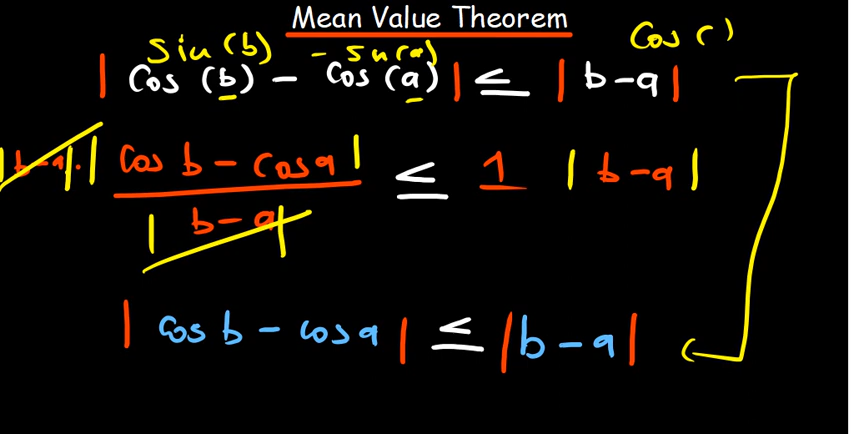 Mean Value Theorem
sin(b) - sin(a) cos( )
| cos(b) - cos(a) | ≤ | b-a |
|b-a| · | cos b - cos a | ≤ 1 | b-a |
| b-a |
| cos b - cos a | ≤ | b-a |